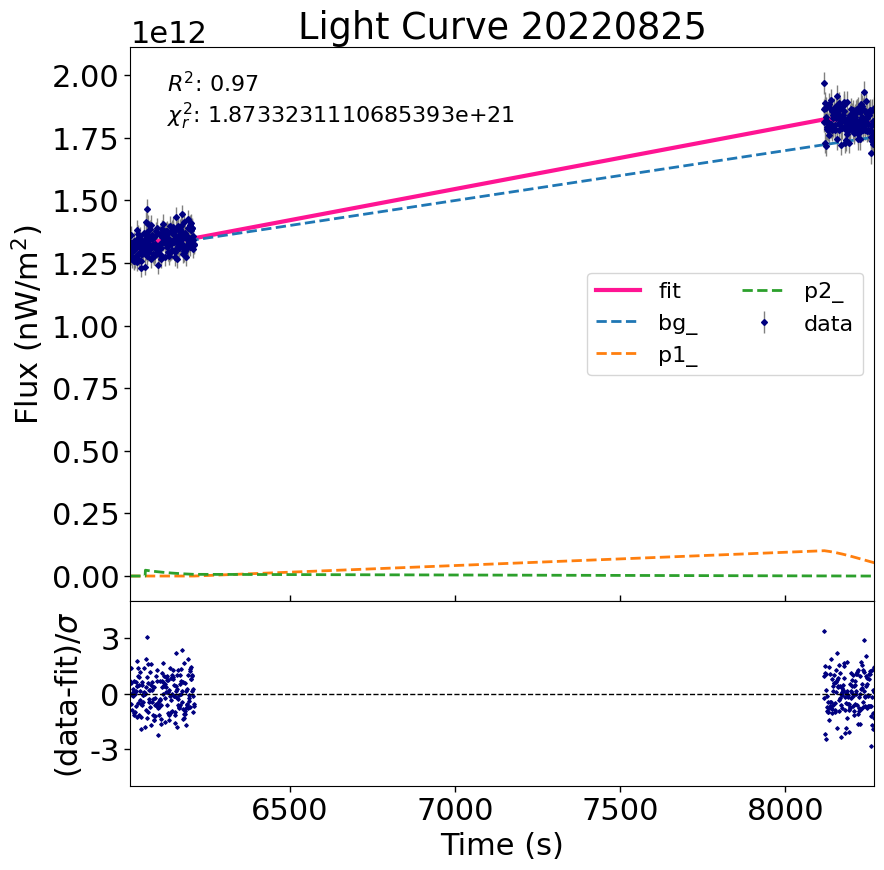 Light Curve 20220825
1e12
R²: 0.97
χ²ᵣ: 1.8733231110685393e+21
2.00
1.75
1.50
1.25
1.00
0.75
0.50
0.25
0.00
Flux (nW/m²)
fit
bg_
p1_
p2_
data
3
0
-3
(data-fit)/σ
6500
7000
7500
8000
Time (s)